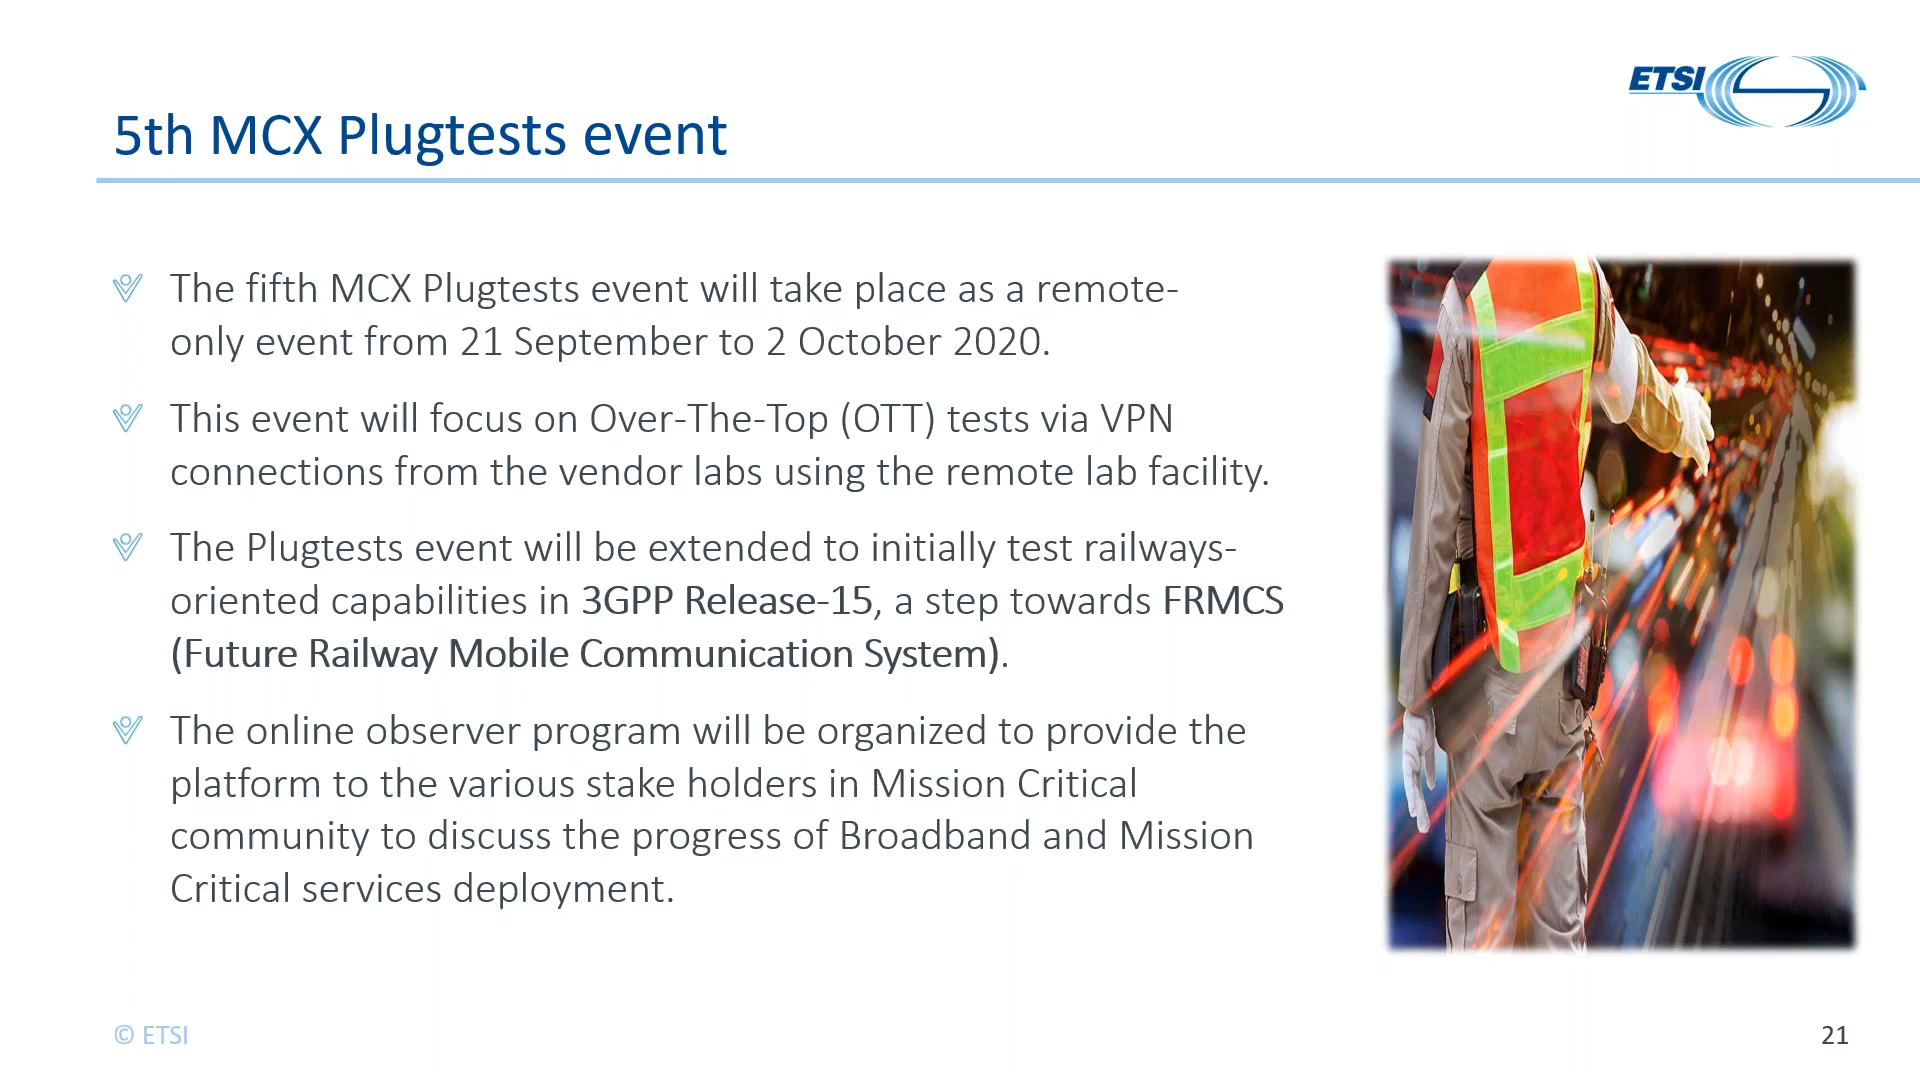 ETSI
5th MCX Plugtests event
The fifth MCX Plugtests event will take place as a remote-
only event from 21 September to 2 October 2020.
This event will focus on Over-The-Top (OTT) tests via VPN
connections from the vendor labs using the remote lab facility.
The Plugtests event will be extended to initially test railways-
oriented capabilities in 3GPP Release-15, a step towards FRMCS
(Future Railway Mobile Communication System).
The online observer program will be organized to provide the
platform to the various stake holders in Mission Critical
community to discuss the progress of Broadband and Mission
Critical services deployment.
© ETSI
21